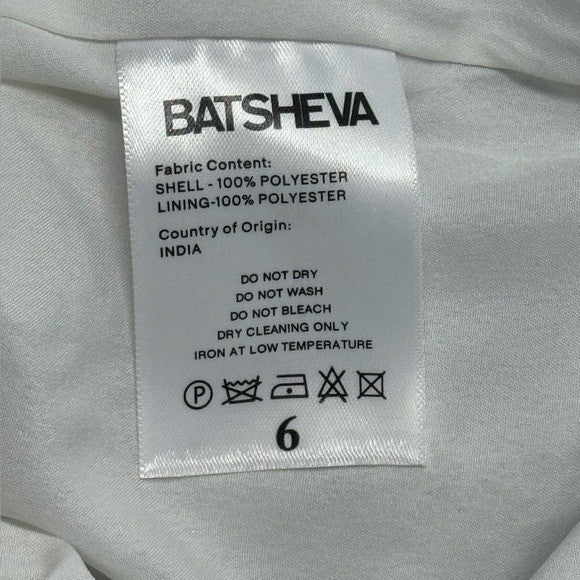 BATSHEVA
Fabric Content:
SHELL - 100% POLYESTER
LINING-100% POLYESTER
Country of Origin:
INDIA
DO NOT DRY
DO NOT WASH
DO NOT BLEACH
DRY CLEANING ONLY
IRON AT LOW TEMPERATURE
P
6